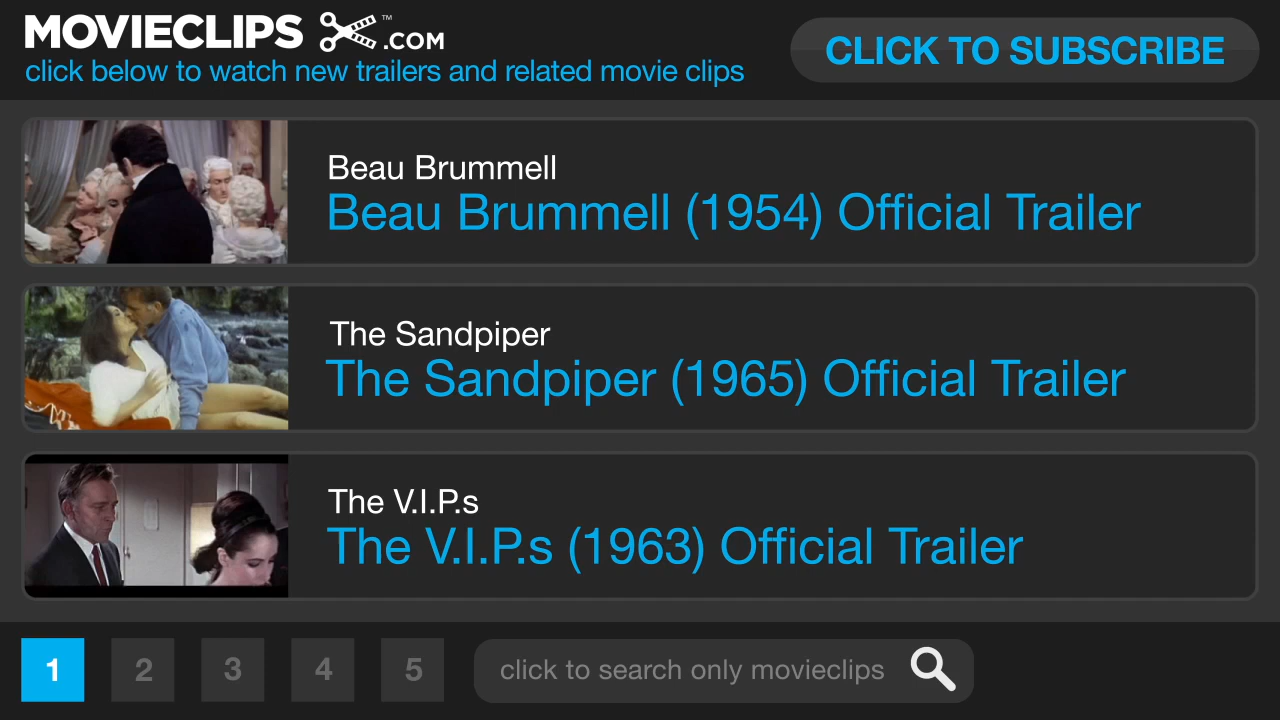 MOVIECLIPS .COM™
click below to watch new trailers and related movie clips
CLICK TO SUBSCRIBE
Beau Brummell
Beau Brummell (1954) Official Trailer
The Sandpiper
The Sandpiper (1965) Official Trailer
The V.I.P.s
The V.I.P.s (1963) Official Trailer
1 2 3 4 5
click to search only movieclips